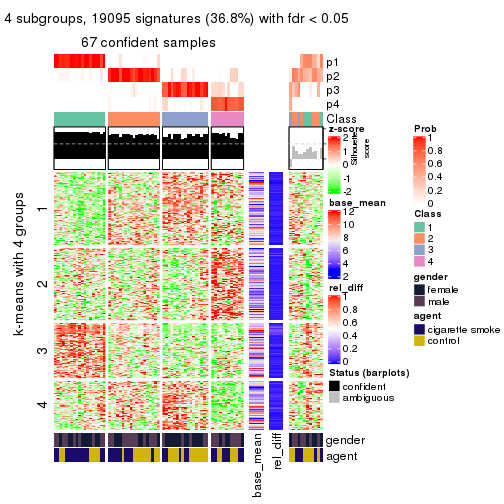 4 subgroups, 19095 signatures (36.8%) with fdr < 0.05
67 confident samples
p1
p2
p3
p4
Class
z-score
2
1
0
-1
-2
Silhouette score
base_mean
12
10
8
6
4
2
rel_diff
1
0.8
0.6
0.4
0.2
0
Status (barplots)
confident
ambiguous
Prob
1
0.8
0.6
0.4
0.2
0
Class
1
2
3
4
gender
female
male
agent
cigarette smoke
control
k-means with 4 groups
1
2
3
4
gender
agent
base_mean
rel_diff